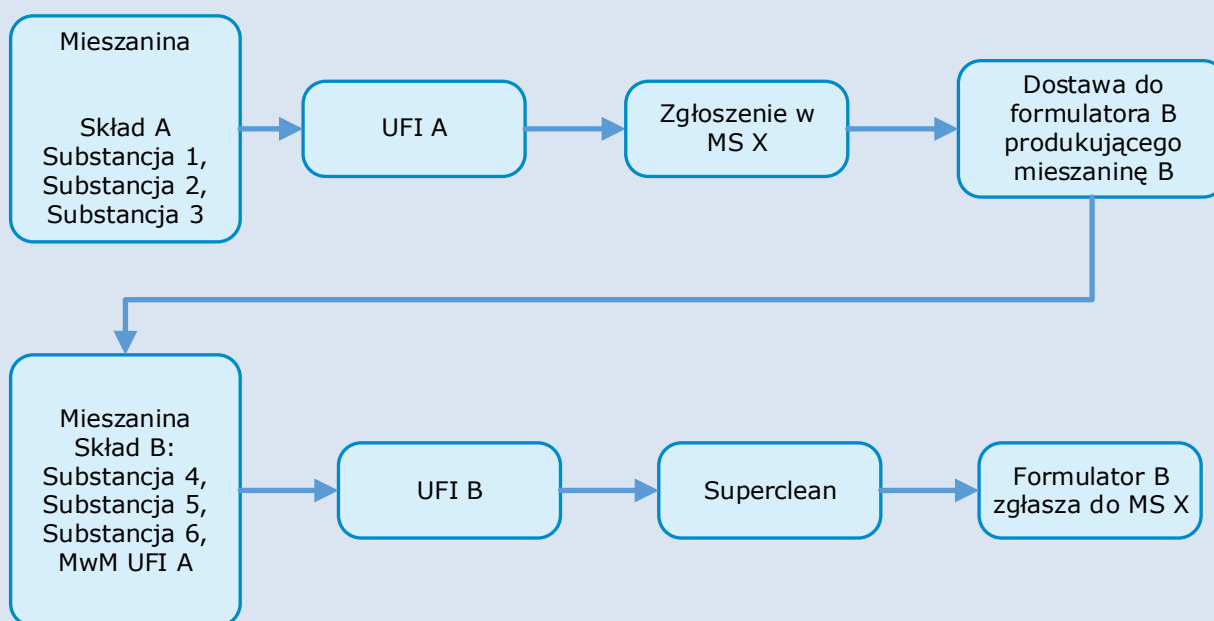 Mieszanina
Skład A
Substancja 1,
Substancja 2,
Substancja 3
UFI A
Zgłoszenie w
MS X
Dostawa do
formulatora B
produkującego
mieszaninę B
Mieszanina
Skład B:
Substancja 4,
Substancja 5,
Substancja 6,
MwM UFI A
UFI B
Superclean
Formulator B
zgłasza do MS X